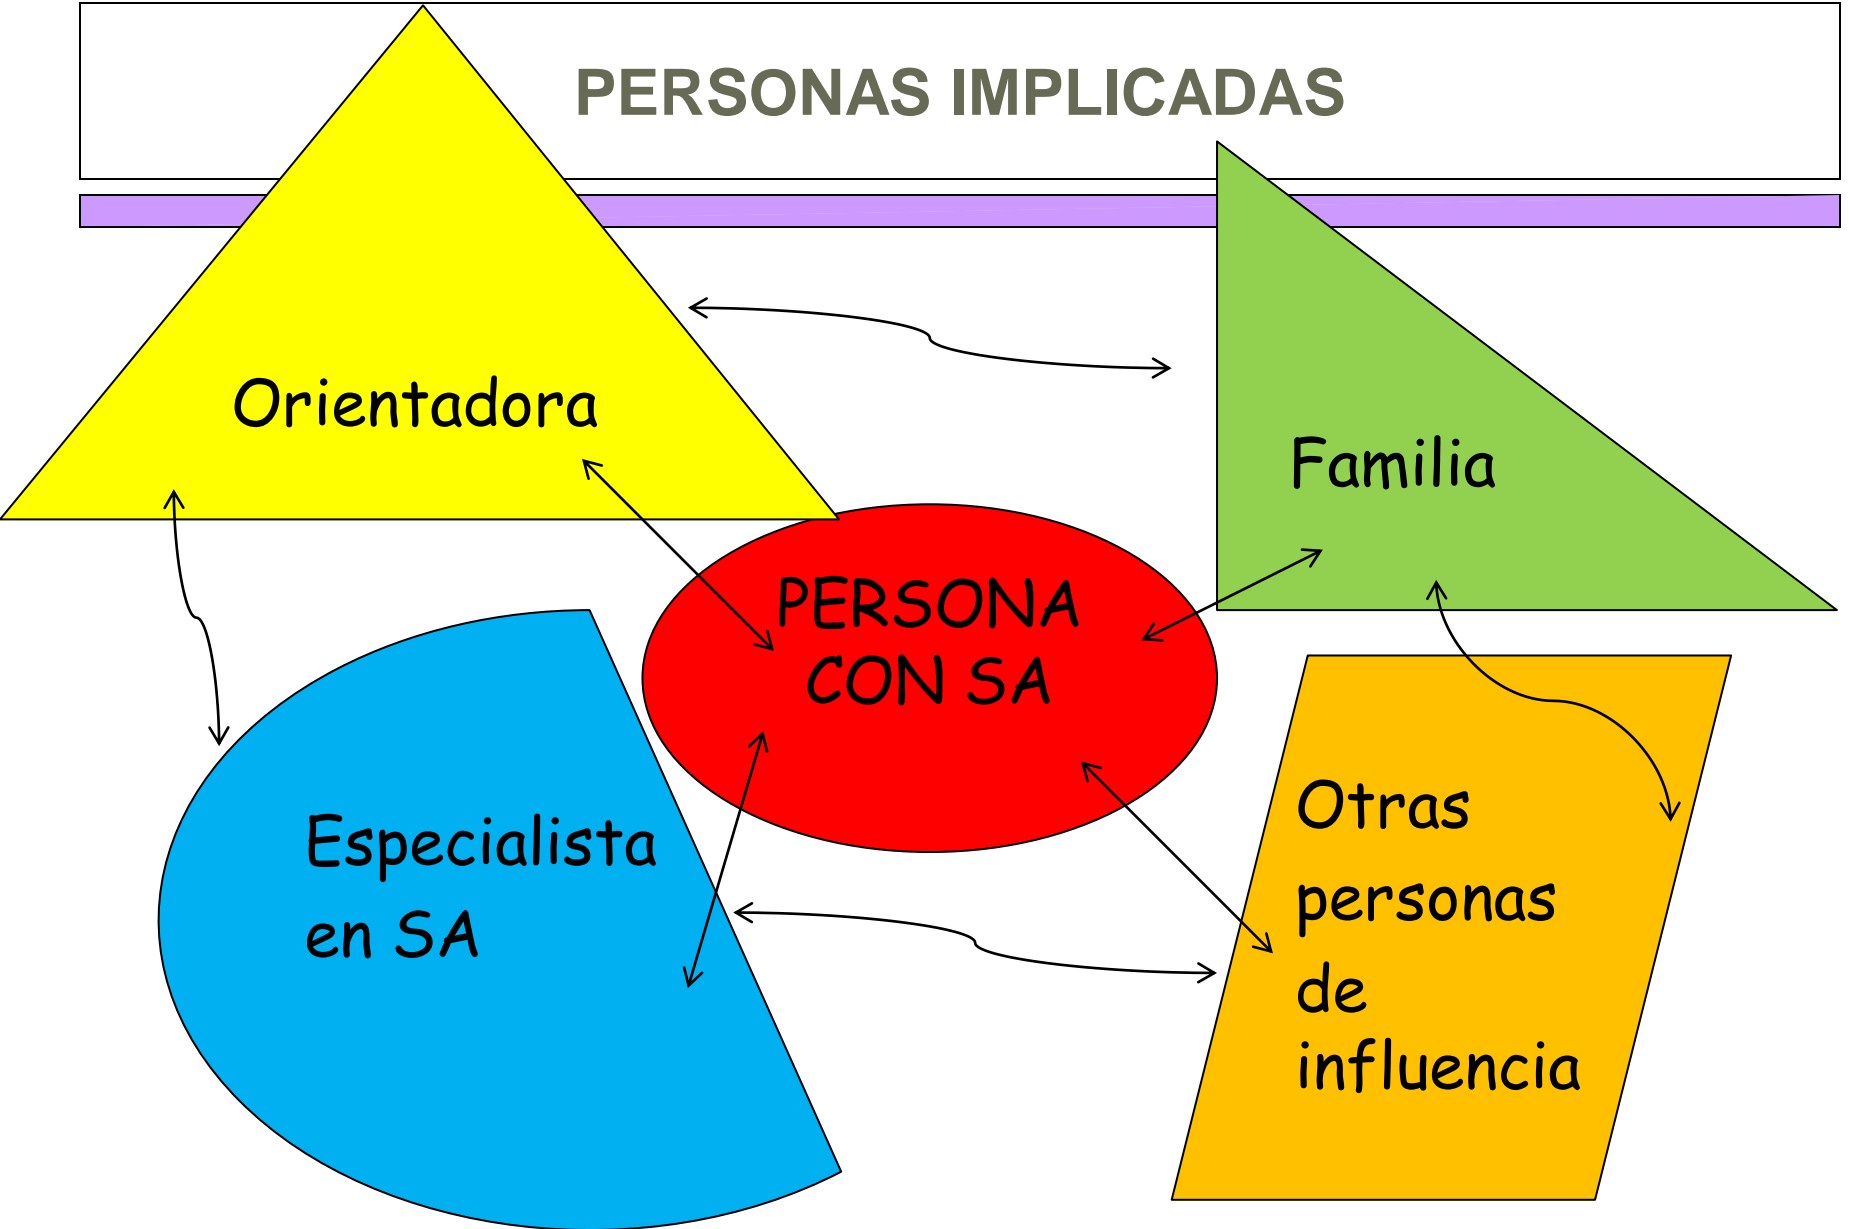 PERSONAS IMPLICADAS
Orientadora
Familia
PERSONA
CON SA
Especialista
en SA
Otras
personas
de
influencia